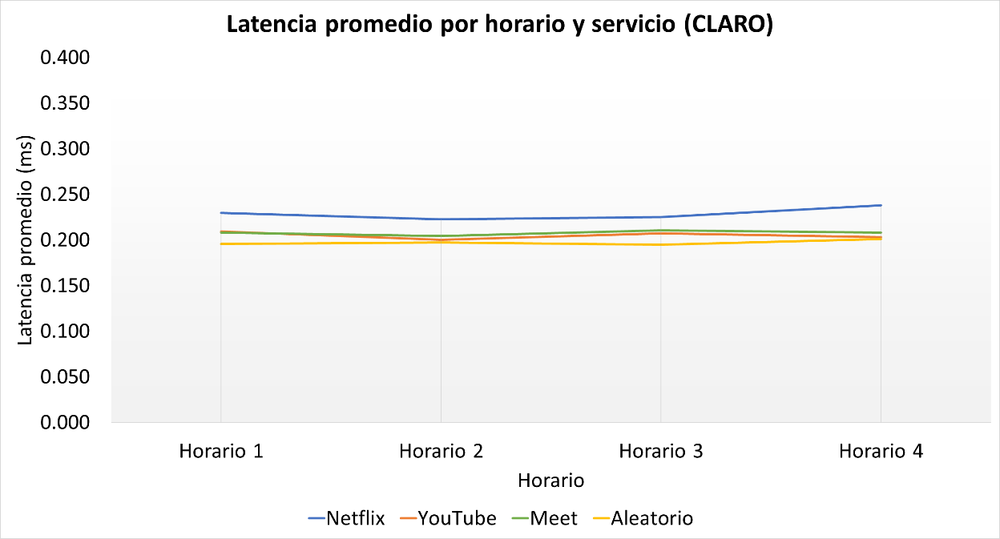 Latencia promedio por horario y servicio (CLARO)
Latencia promedio (ms)
0.400
0.350
0.300
0.250
0.200
0.150
0.100
0.050
0.000
Horario 1 Horario 2 Horario 3 Horario 4
Horario
Netflix YouTube Meet Aleatorio